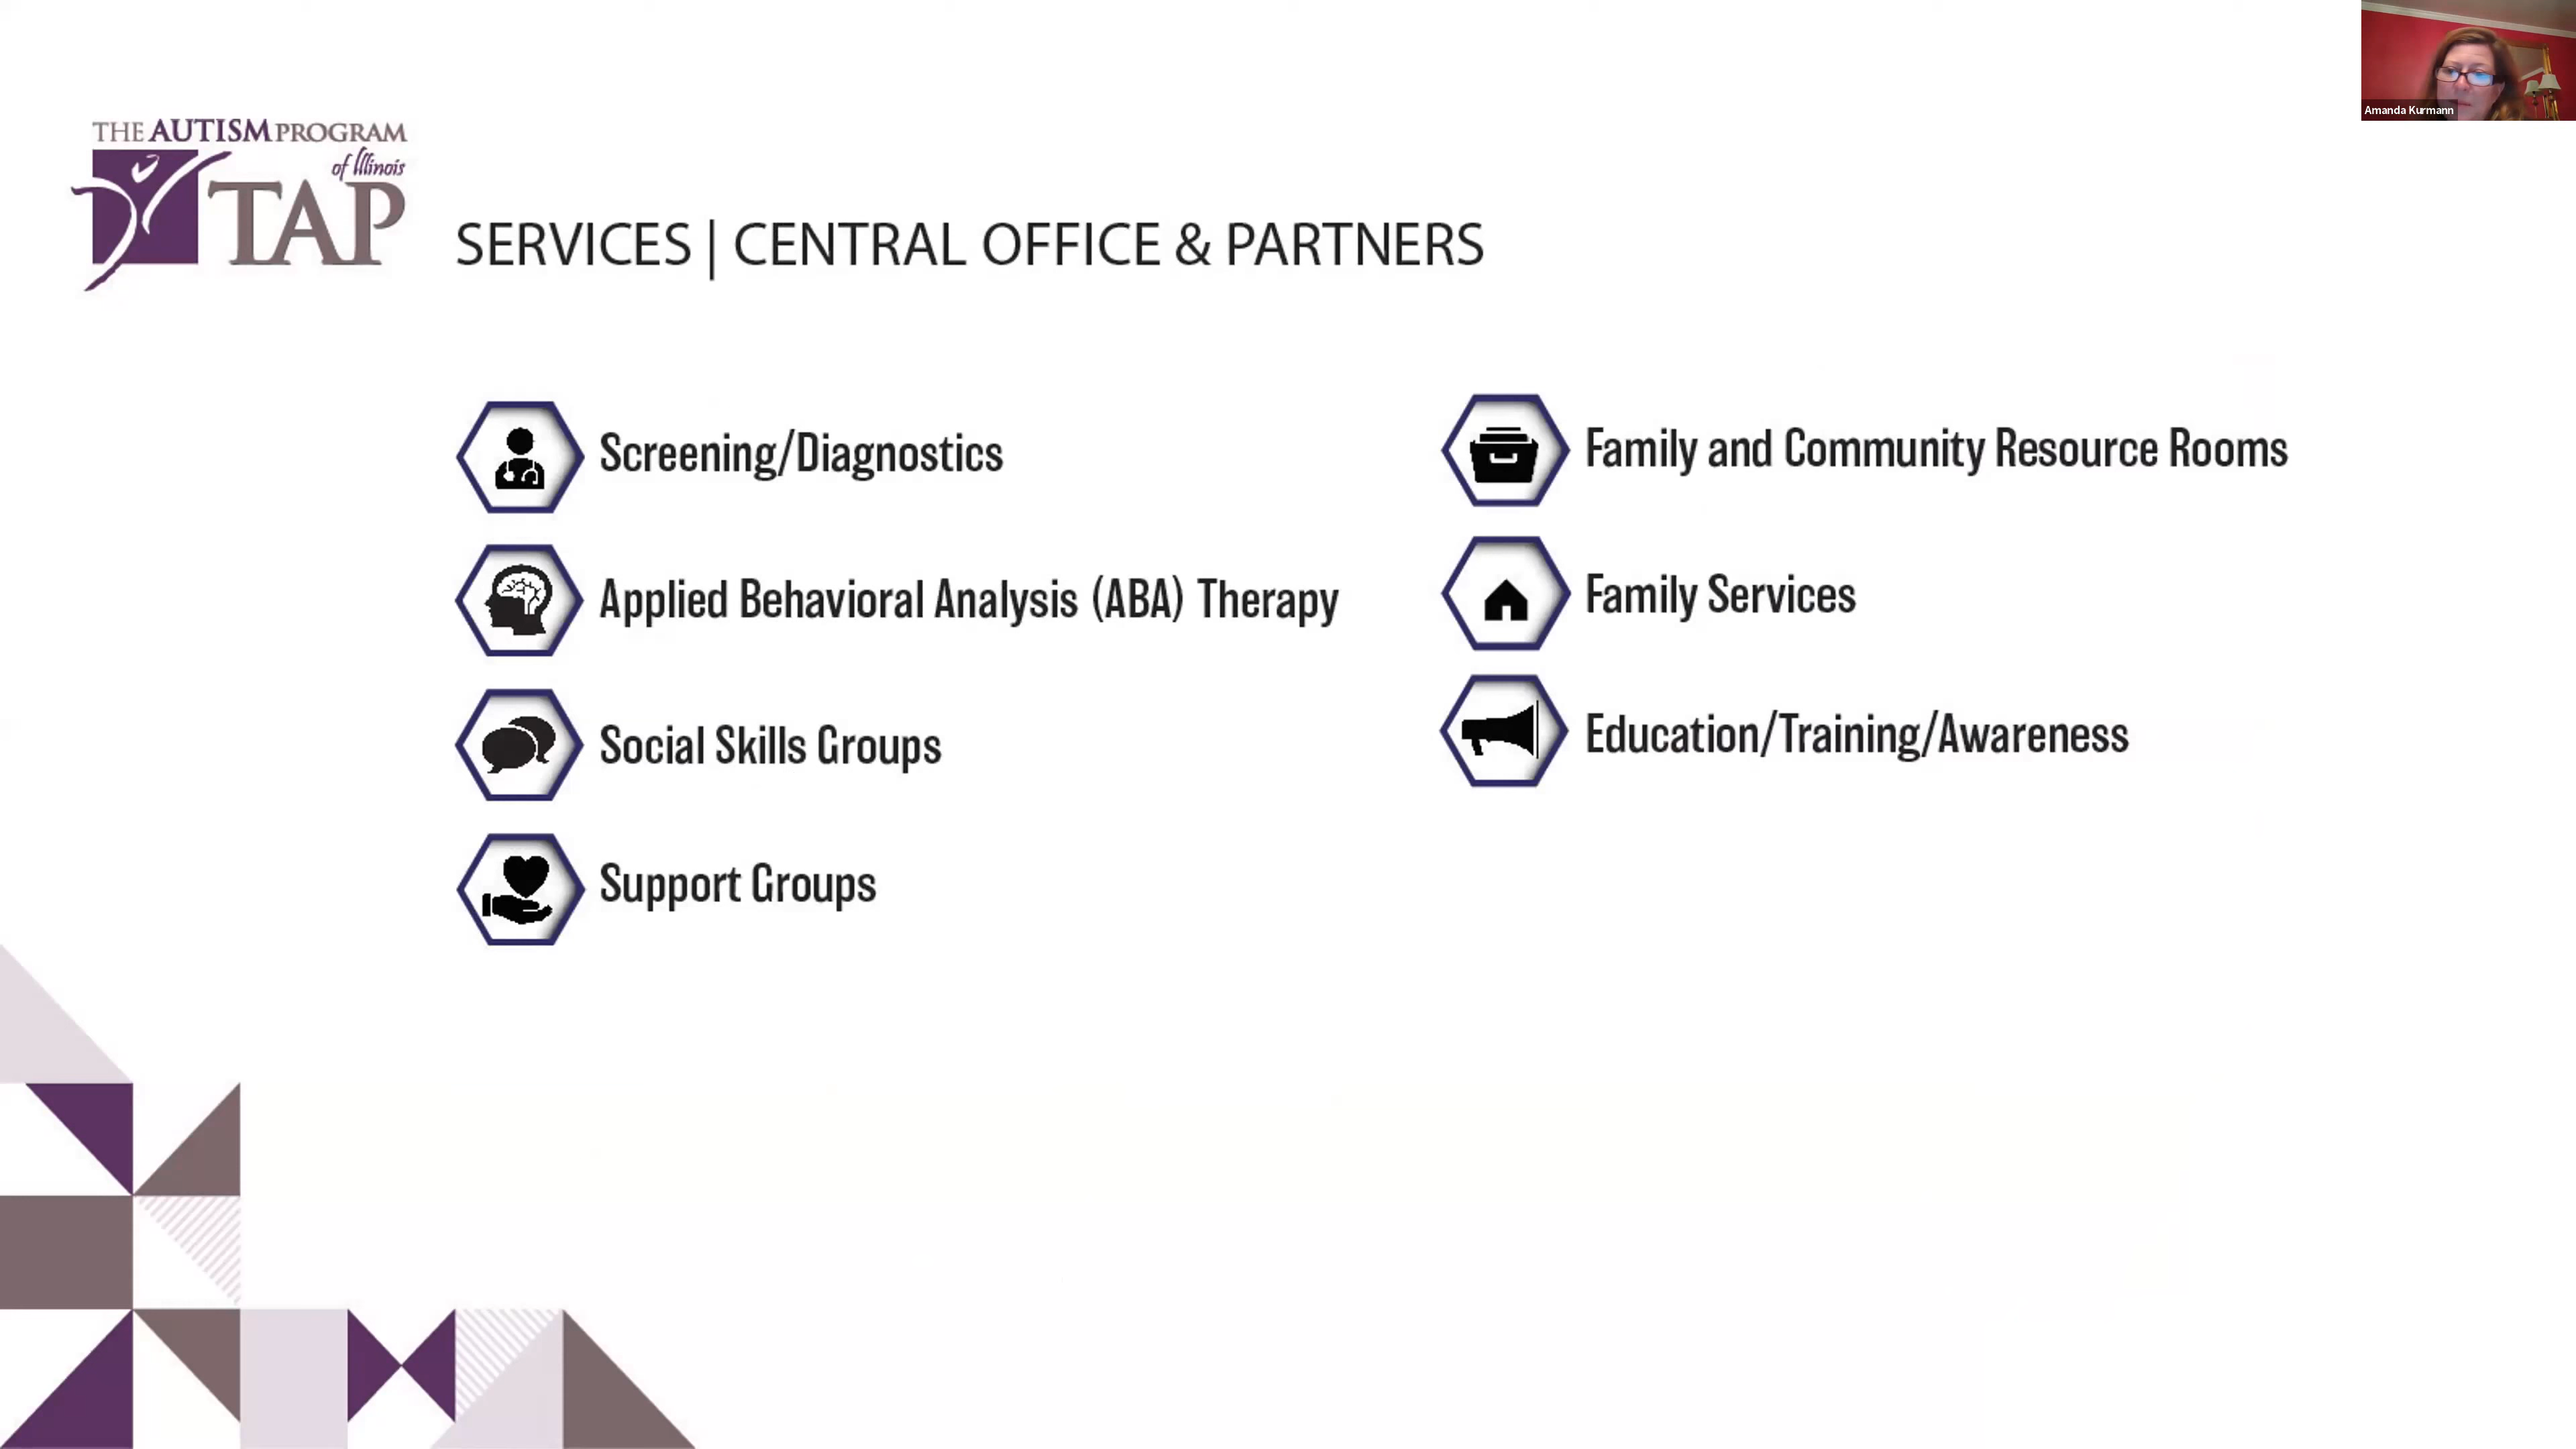 Amanda Kurmann
THE AUTISM PROGRAM
of Illinois
TAP
SERVICES | CENTRAL OFFICE & PARTNERS
Screening/Diagnostics
Applied Behavioral Analysis (ABA) Therapy
Social Skills Groups
Support Groups
Family and Community Resource Rooms
Family Services
Education/Training/Awareness